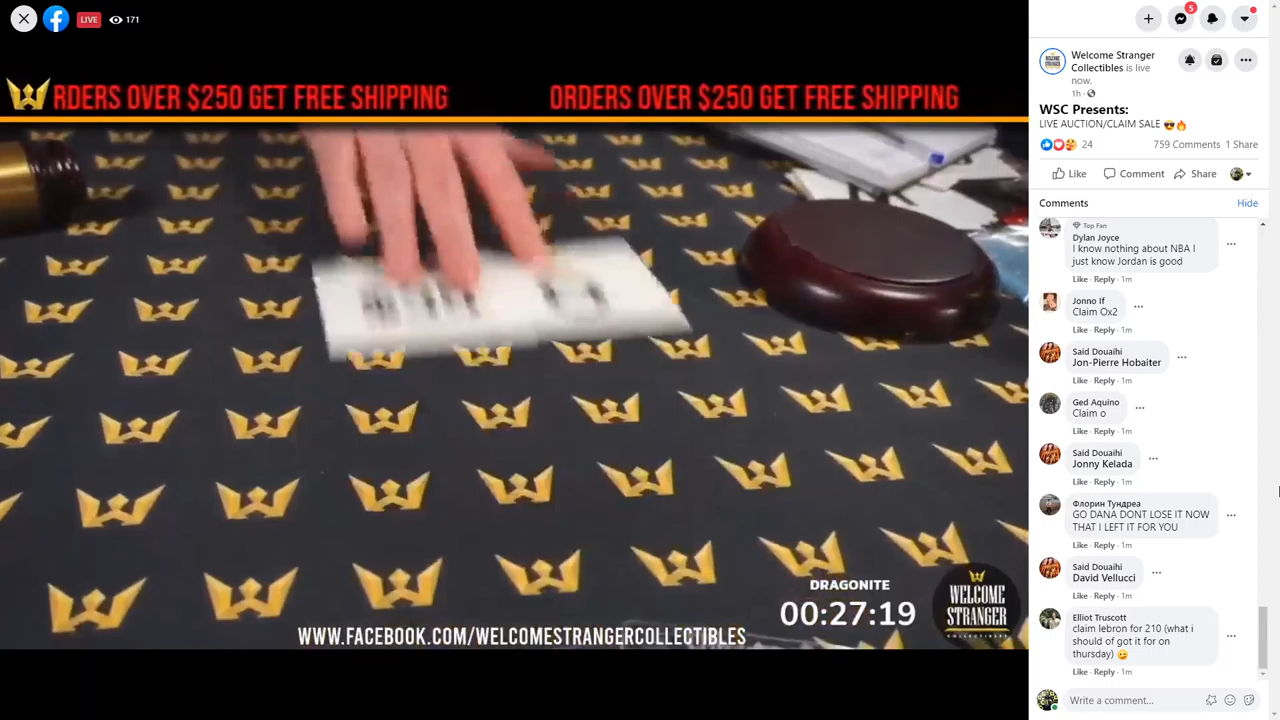 LIVE
171
RDERS OVER $250 GET FREE SHIPPING
ORDERS OVER $250 GET FREE SHIPPING
DRAGONITE
00:27:19
WELCOME
STRANGER
COLLECTIBLES
WWW.FACEBOOK.COM/WELCOMESTRANGERCOLLECTIBLES
5
Welcome Stranger
Collectibles is live
now.
1h ·
WSC Presents:
LIVE AUCTION/CLAIM SALE 😎🔥
24
759 Comments 1 Share
Like Comment Share
Comments Hide
Top Fan
Dylan Joyce
I know nothing about NBA I
just know Jordan is good
Like · Reply · 1m
Jonno If
Claim Ox2
Like · Reply · 1m
Said Douaihi
Jon-Pierre Hobaiter
Like · Reply · 1m
Ged Aquino
Claim o
Like · Reply · 1m
Said Douaihi
Jonny Kelada
Like · Reply · 1m
Флорин Тундреа
GO DANA DONT LOSE IT NOW
THAT I LEFT IT FOR YOU
Like · Reply · 1m
Said Douaihi
David Vellucci
Like · Reply · 1m
Elliot Truscott
claim lebron for 210 (what i
should of got it for on
thursday) 😉
Like · Reply · 1m
Write a comment...